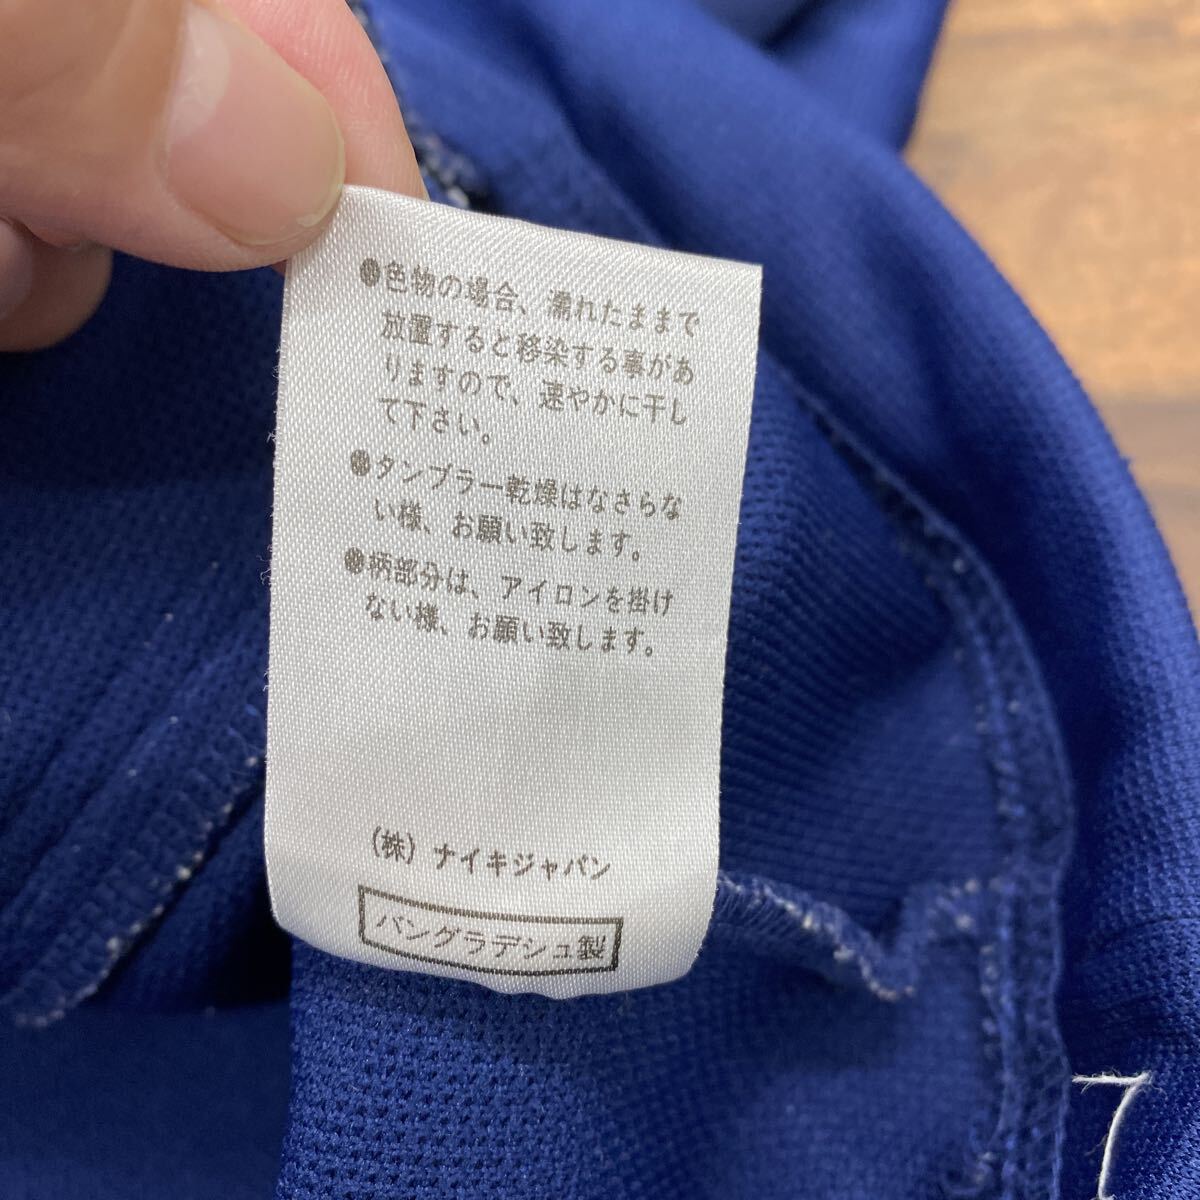 ●色物の場合、濡れたままで
放置すると移染する事があ
りますので、速やかに干し
て下さい。
●タンブラー乾燥はなさらな
い様、お願い致します。
●柄部分は、アイロンを掛け
ない様、お願い致します。
(株) ナイキジャパン
バングラデシュ製